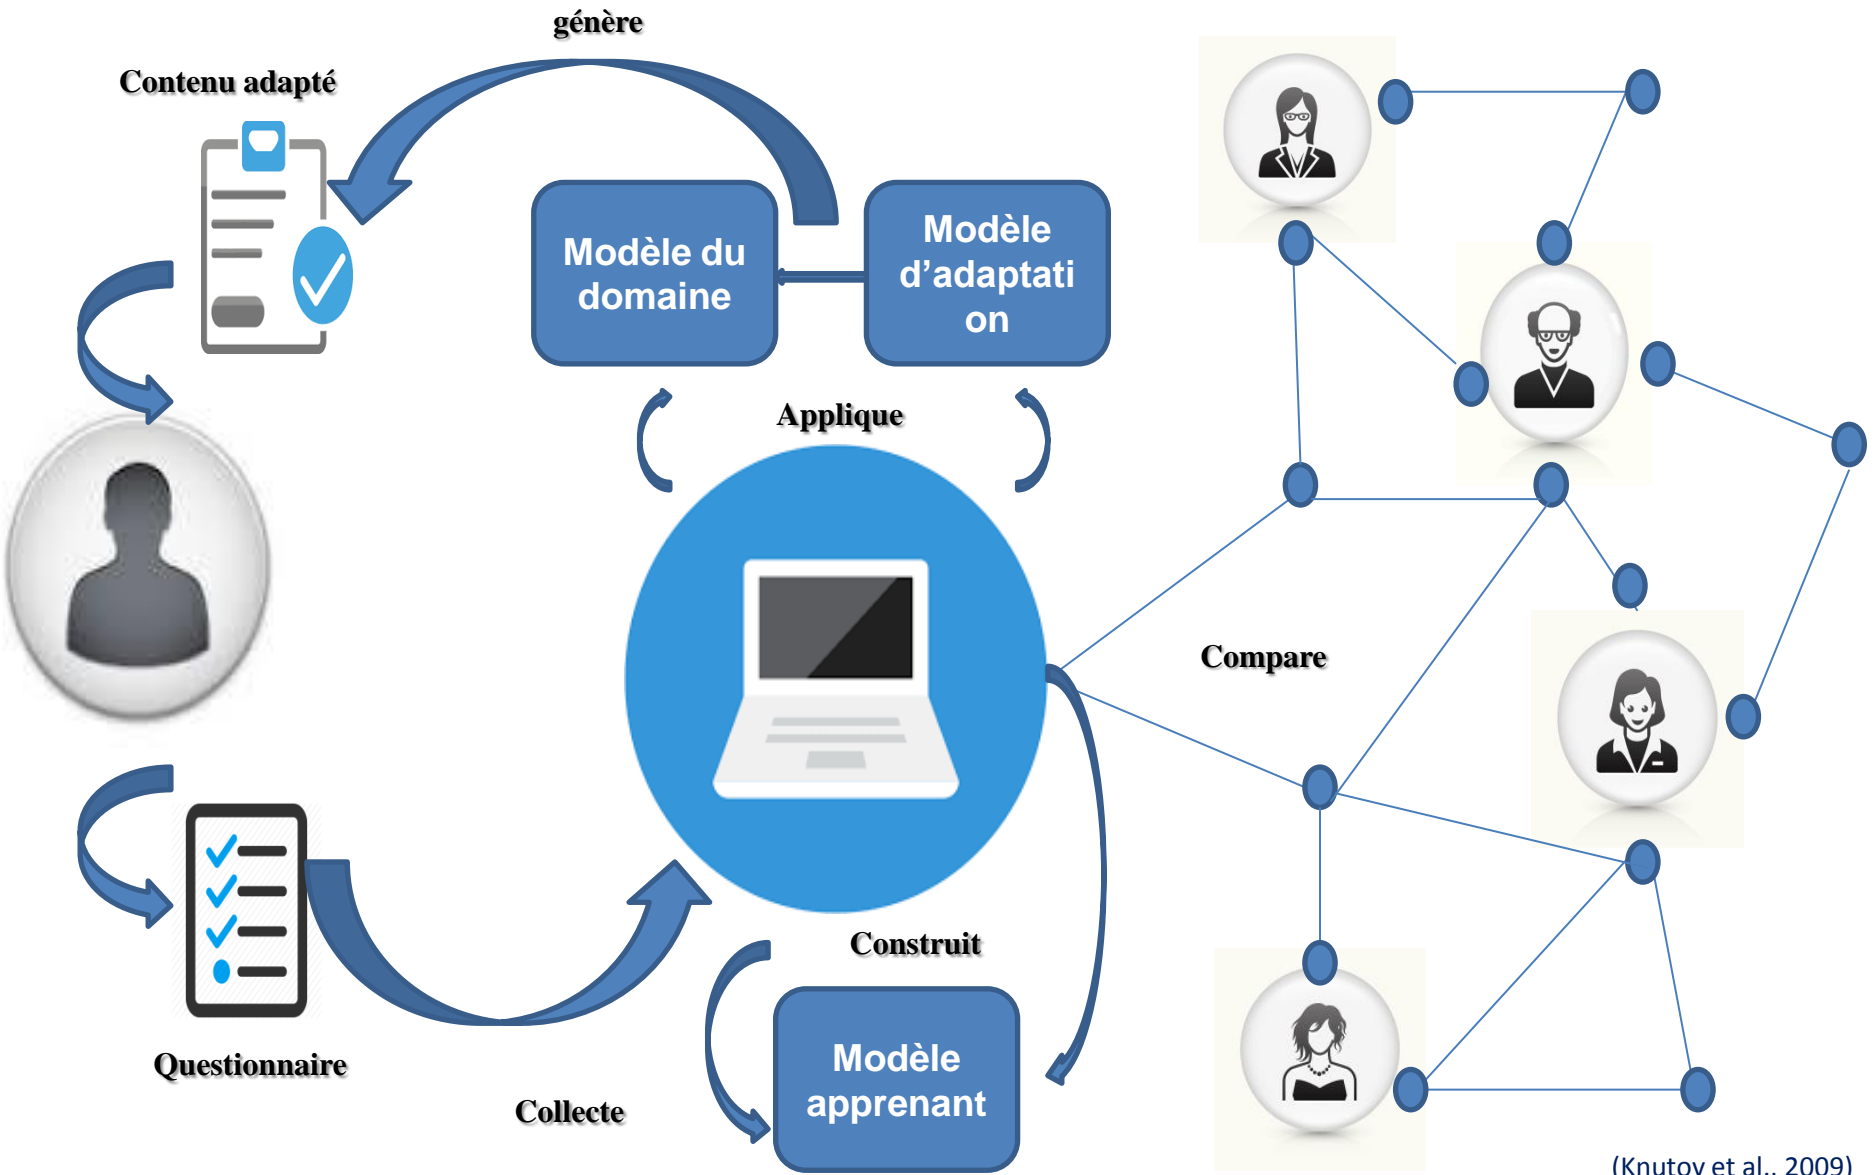 génère
Contenu adapté
Modèle du
domaine
Modèle
d’adaptati
on
Applique
Compare
Construit
Modèle
apprenant
Questionnaire
Collecte
(Knutov et al., 2009)